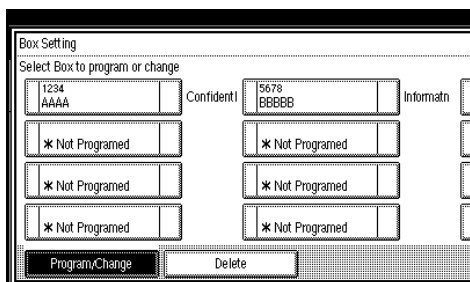 Box Setting
Select Box to program or change
1234 5678
AAAA Confidentl BBBBB Informatn
* Not Programed * Not Programed
* Not Programed * Not Programed
* Not Programed * Not Programed
Program/Change Delete